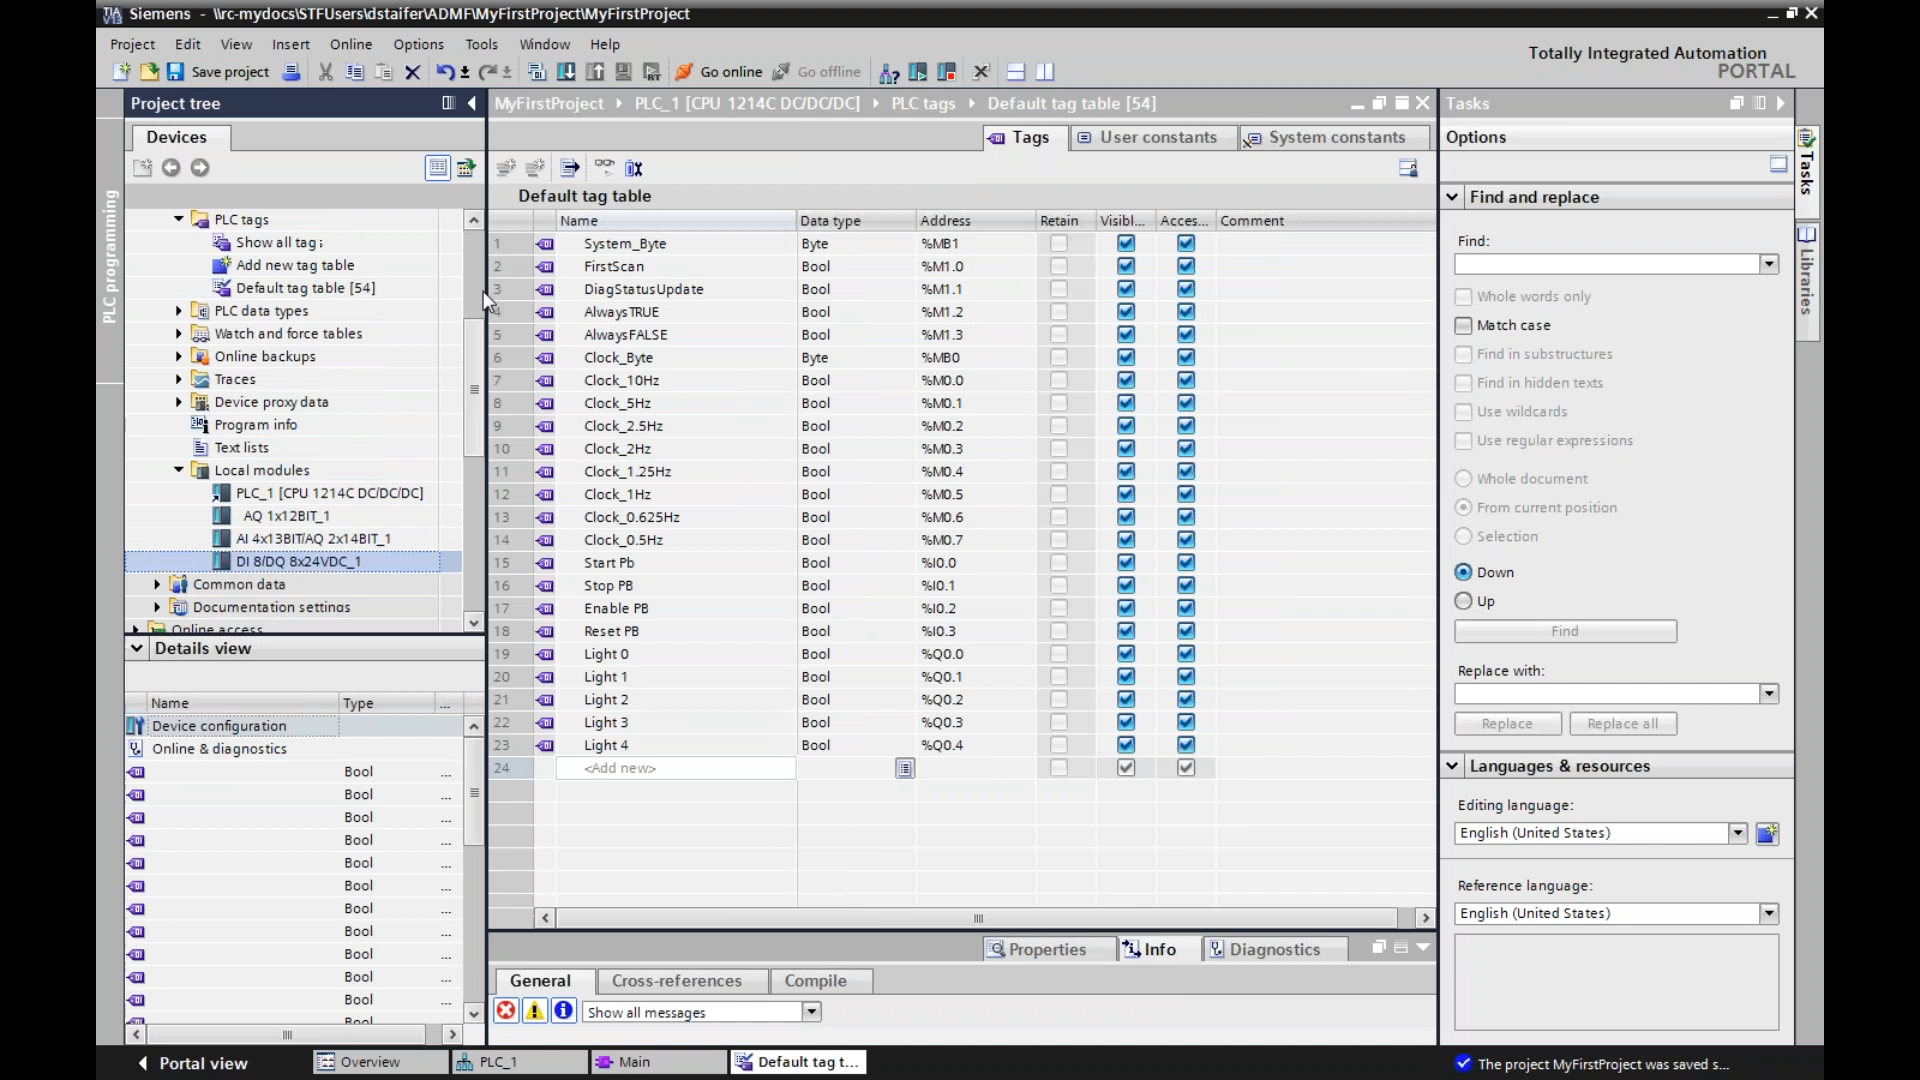 Siemens - \\rc-mydocs\STFUsers\dstaifer\ADMF\MyFirstProject\MyFirstProject
Project Edit View Insert Online Options Tools Window Help
Totally Integrated Automation
PORTAL
Save project Go online Go offline
Project tree
MyFirstProject PLC_1 [CPU 1214C DC/DC/DC] PLC tags Default tag table [54]
Tasks
Devices
Tags User constants System constants
Options
Default tag table
PLC programming
PLC tags
Show all tags
Add new tag table
Default tag table [54]
PLC data types
Watch and force tables
Online backups
Traces
Device proxy data
Program info
Text lists
Local modules
PLC_1 [CPU 1214C DC/DC/DC]
AQ 1x12BIT_1
AI 4x13BIT/AQ 2x14BIT_1
DI 8/DQ 8x24VDC_1
Common data
Documentation settings
Online access
Details view
Name Type ...
Device configuration
Online & diagnostics
Bool ...
Bool ...
Bool ...
Bool ...
Bool ...
Bool ...
Bool ...
Bool ...
Bool ...
Bool ...
Bool ...
Bool
Name Data type Address Retain Visibl... Acces... Comment
1 System_Byte Byte %MB1
2 FirstScan Bool %M1.0
3 DiagStatusUpdate Bool %M1.1
4 AlwaysTRUE Bool %M1.2
5 AlwaysFALSE Bool %M1.3
6 Clock_Byte Byte %MB0
7 Clock_10Hz Bool %M0.0
8 Clock_5Hz Bool %M0.1
9 Clock_2.5Hz Bool %M0.2
10 Clock_2Hz Bool %M0.3
11 Clock_1.25Hz Bool %M0.4
12 Clock_1Hz Bool %M0.5
13 Clock_0.625Hz Bool %M0.6
14 Clock_0.5Hz Bool %M0.7
15 Start Pb Bool %I0.0
16 Stop PB Bool %I0.1
17 Enable PB Bool %I0.2
18 Reset PB Bool %I0.3
19 Light 0 Bool %Q0.0
20 Light 1 Bool %Q0.1
21 Light 2 Bool %Q0.2
22 Light 3 Bool %Q0.3
23 Light 4 Bool %Q0.4
24 <Add new>
Properties Info Diagnostics
General Cross-references Compile
Show all messages
Find and replace
Find:
Whole words only
Match case
Find in substructures
Find in hidden texts
Use wildcards
Use regular expressions
Whole document
From current position
Selection
Down
Up
Find
Replace with:
Replace Replace all
Languages & resources
Editing language:
English (United States)
Reference language:
English (United States)
Tasks
Libraries
Portal view Overview PLC_1 Main Default tag t...
The project MyFirstProject was saved s...